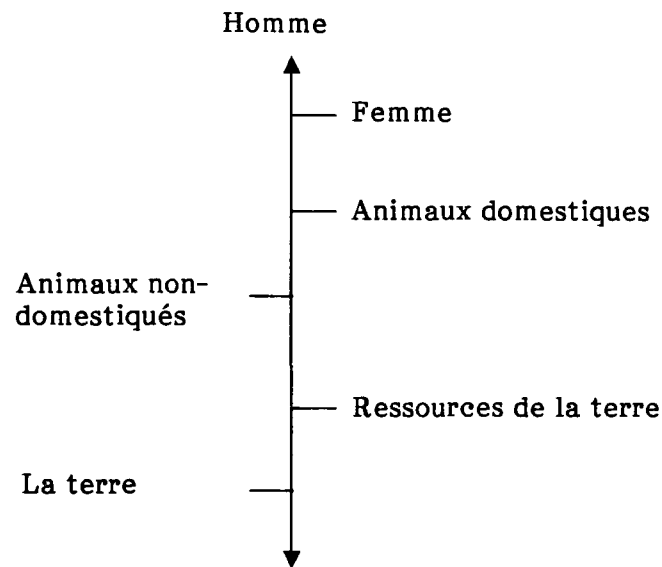 Homme
Femme
Animaux domestiques
Animaux non-
domestiqués
Ressources de la terre
La terre